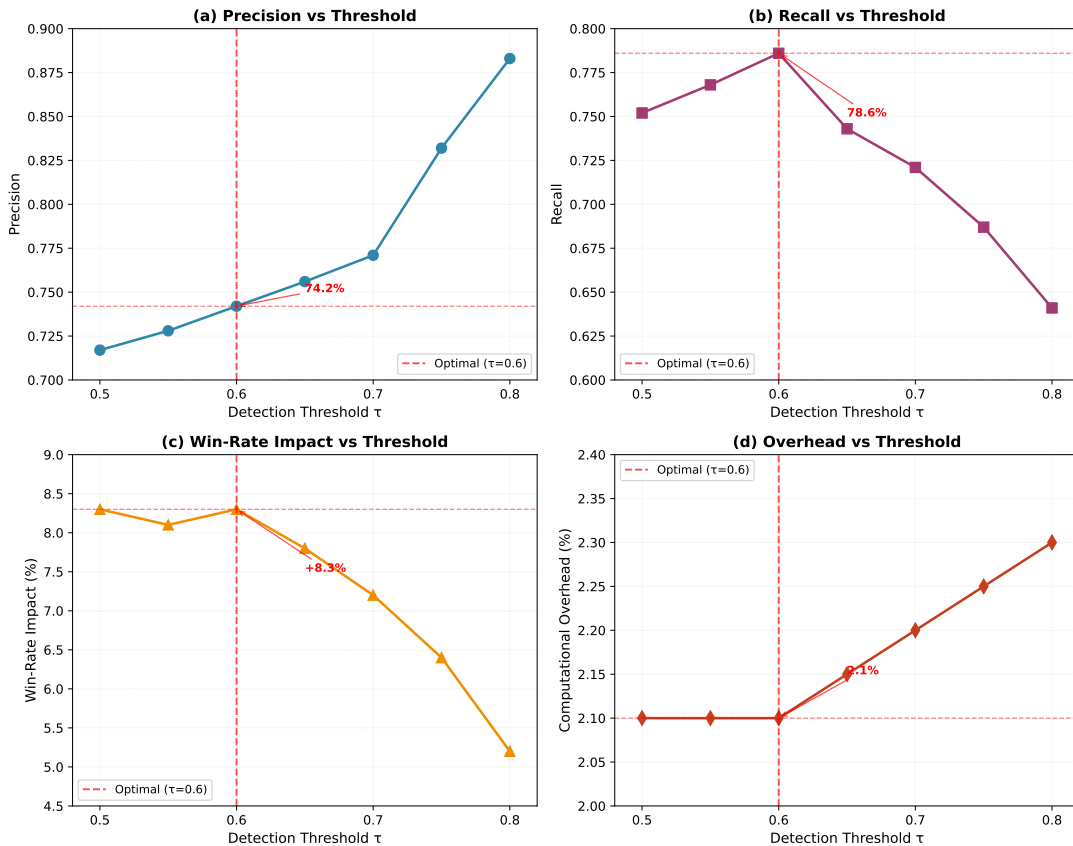 (a) Precision vs Threshold
0.900
0.875
0.850
0.825
0.800
0.775
0.750
0.725
0.700
Precision
74.2%
Optimal (τ=0.6)
0.5 0.6 0.7 0.8
Detection Threshold τ
(b) Recall vs Threshold
0.800
0.775
0.750
0.725
0.700
0.675
0.650
0.625
0.600
Recall
78.6%
Optimal (τ=0.6)
0.5 0.6 0.7 0.8
Detection Threshold τ
(c) Win-Rate Impact vs Threshold
9.0
8.5
8.0
7.5
7.0
6.5
6.0
5.5
5.0
4.5
Win-Rate Impact (%)
+8.3%
Optimal (τ=0.6)
0.5 0.6 0.7 0.8
Detection Threshold τ
(d) Overhead vs Threshold
2.40
2.35
2.30
2.25
2.20
2.15
2.10
2.05
2.00
Computational Overhead (%)
Optimal (τ=0.6)
2.1%
0.5 0.6 0.7 0.8
Detection Threshold τ